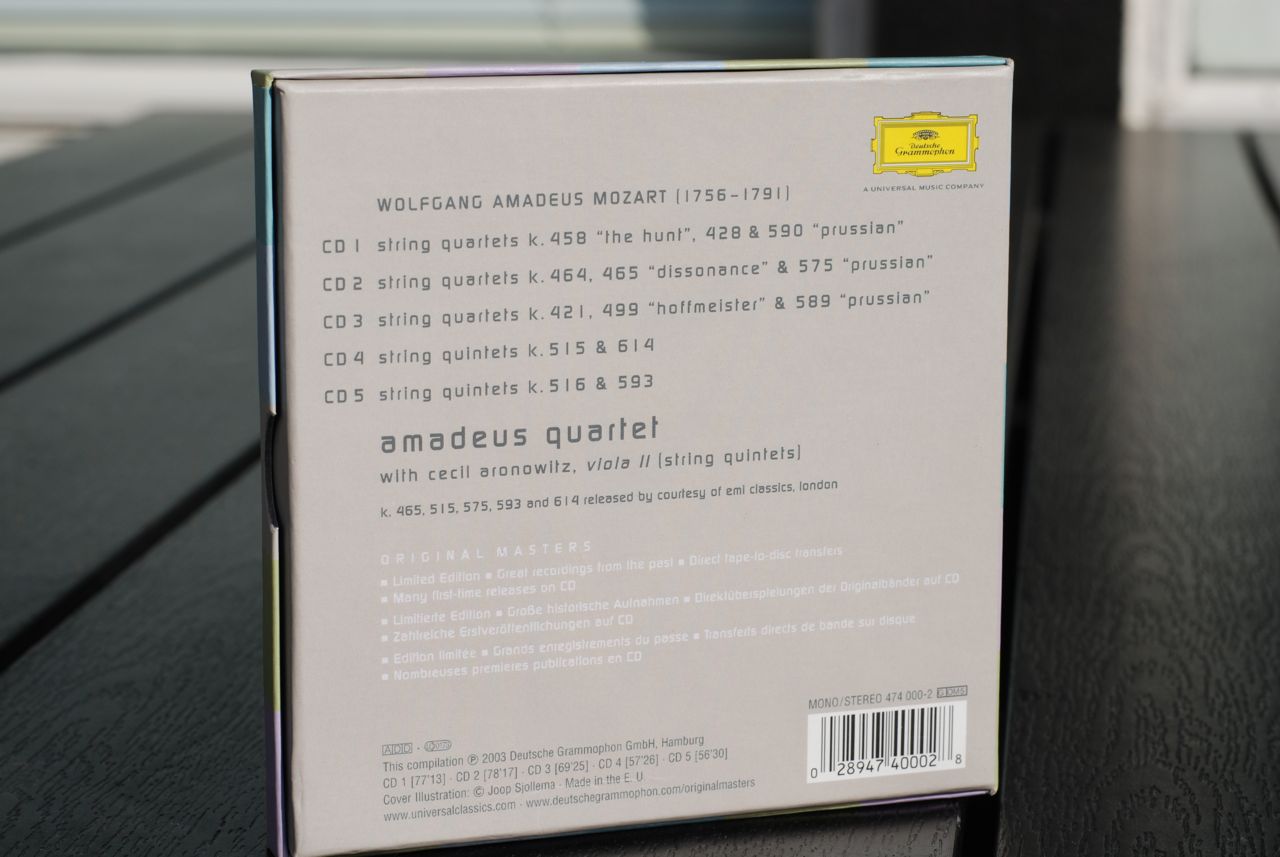 Deutsche
Grammophon
A UNIVERSAL MUSIC COMPANY
WOLFGANG AMADEUS MOZART (1756–1791)
CD 1 string quartets k. 458 “the hunt”, 428 & 590 “prussian”
CD 2 string quartets k. 464, 465 “dissonance” & 575 “prussian”
CD 3 string quartets k. 421, 499 “hoffmeister” & 589 “prussian”
CD 4 string quintets k. 515 & 614
CD 5 string quintets k. 516 & 593
amadeus quartet
with cecil aronowitz, viola II (string quintets)
k. 465, 515, 575, 593 and 614 released by courtesy of emi classics, london
ORIGINAL MASTERS
■ Limited Edition ■ Great recordings from the past ■ Direct tape-to-disc transfers
■ Many first-time releases on CD
■ Limitierte Edition ■ Große historische Aufnahmen ■ Direktüberspielungen der Originalbänder auf CD
■ Zahlreiche Erstveröffentlichungen auf CD
■ Edition limitée ■ Grands enregistrements du passe ■ Transferts directs de bande sur disque
■ Nombreuses premieres publications en CD
MONO/STEREO 474 000-2 GOM5
0 28947 40002 8
ADD ·
This compilation ℗ 2003 Deutsche Grammophon GmbH, Hamburg
CD 1 [77'13] · CD 2 [78'17] · CD 3 [69'25] · CD 4 [57'26] · CD 5 [56'30]
Cover Illustration: © Joop Sjollema · Made in the E. U.
www.universalclassics.com · www.deutschegrammophon.com/originalmasters